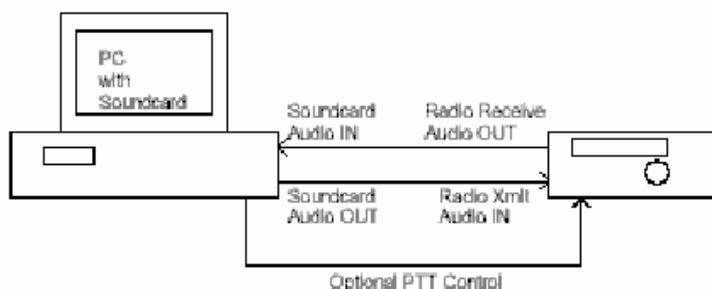 PC
with
Soundcard
Soundcard
Audio IN
Radio Receive
Audio OUT
Soundcard
Audio OUT
Radio Xmit
Audio IN
Optional PTT Control